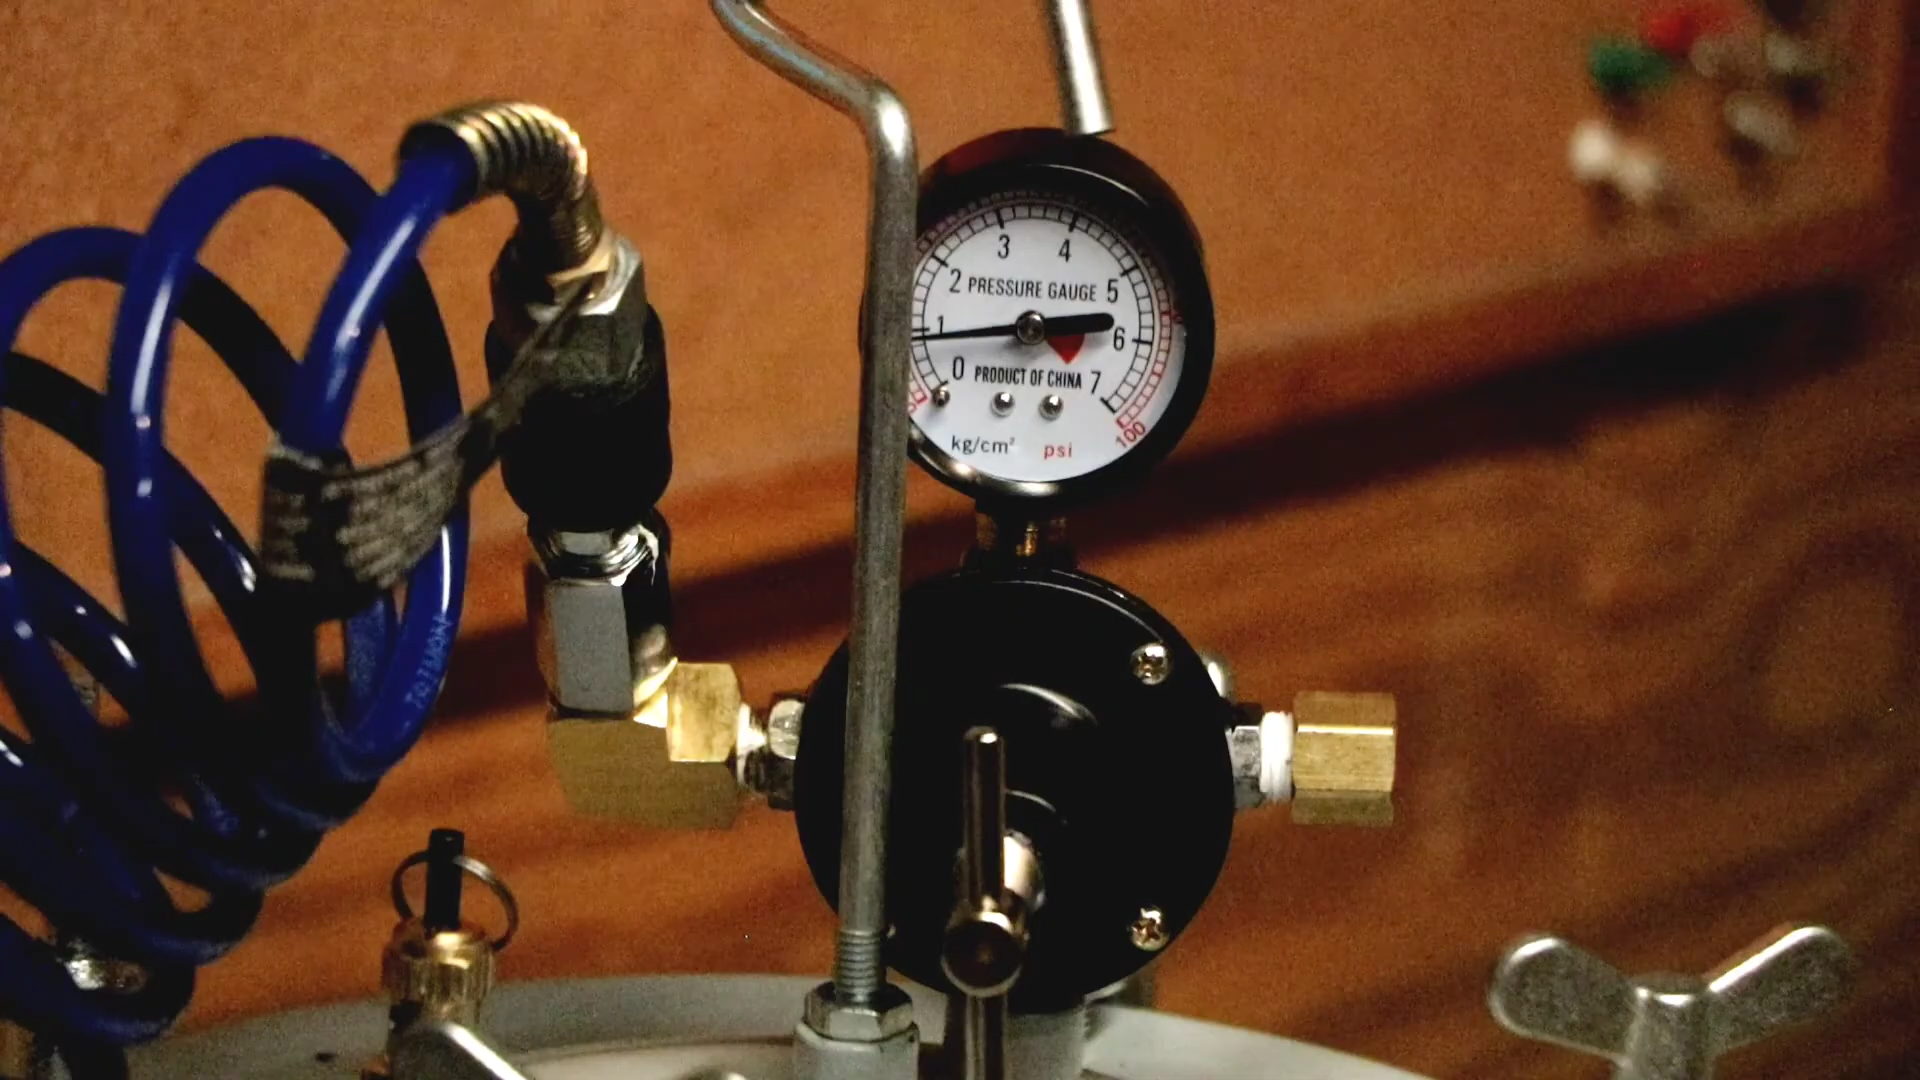 3 4
2 PRESSURE GAUGE 5
1 6
0 PRODUCT OF CHINA 7
100
kg/cm² psi